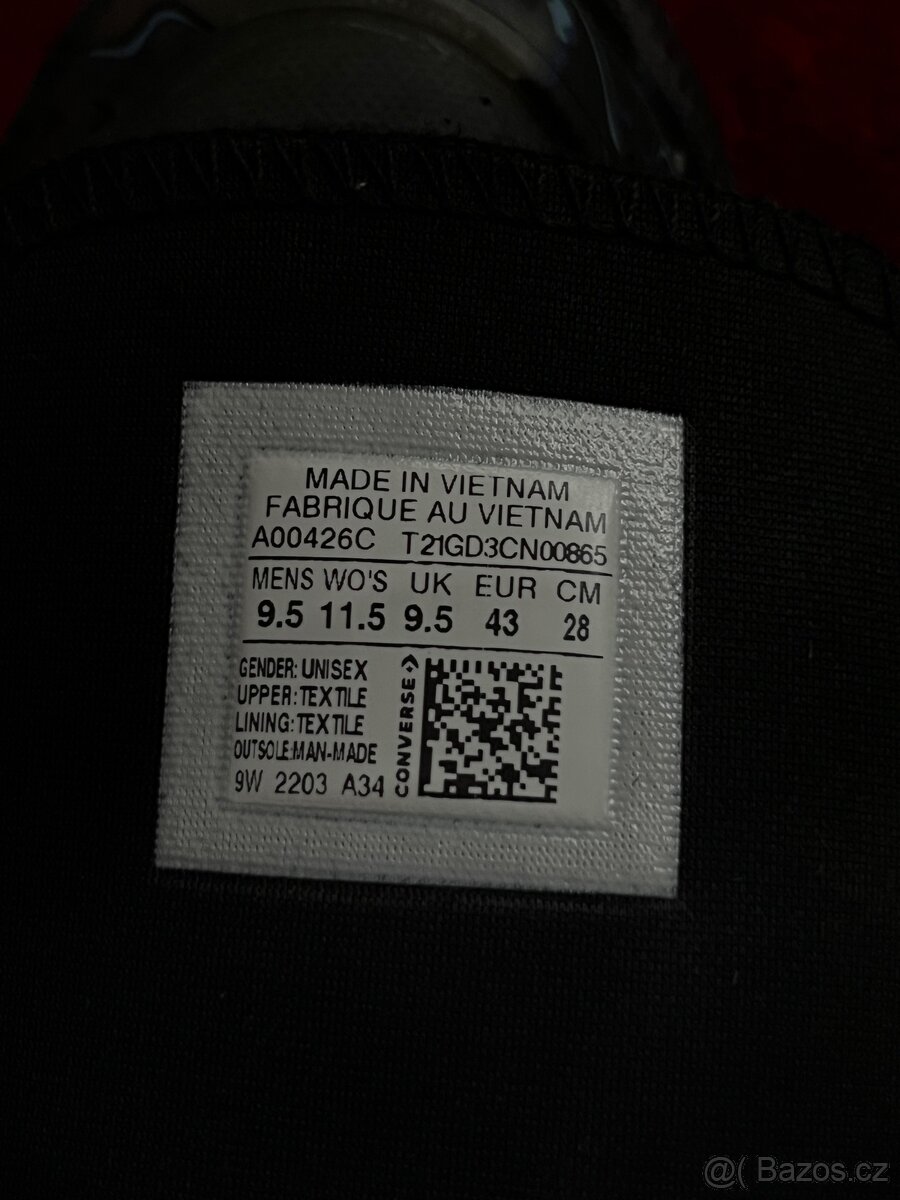 MADE IN VIETNAM
FABRIQUE AU VIETNAM
A00426C T21GD3CN00865
MENS WO'S UK EUR CM
9.5 11.5 9.5 43 28
GENDER: UNISEX
UPPER: TEXTILE
LINING: TEXTILE
OUTSOLE:MAN-MADE
9W 2203 A34
CONVERSE
@( Bazos.cz